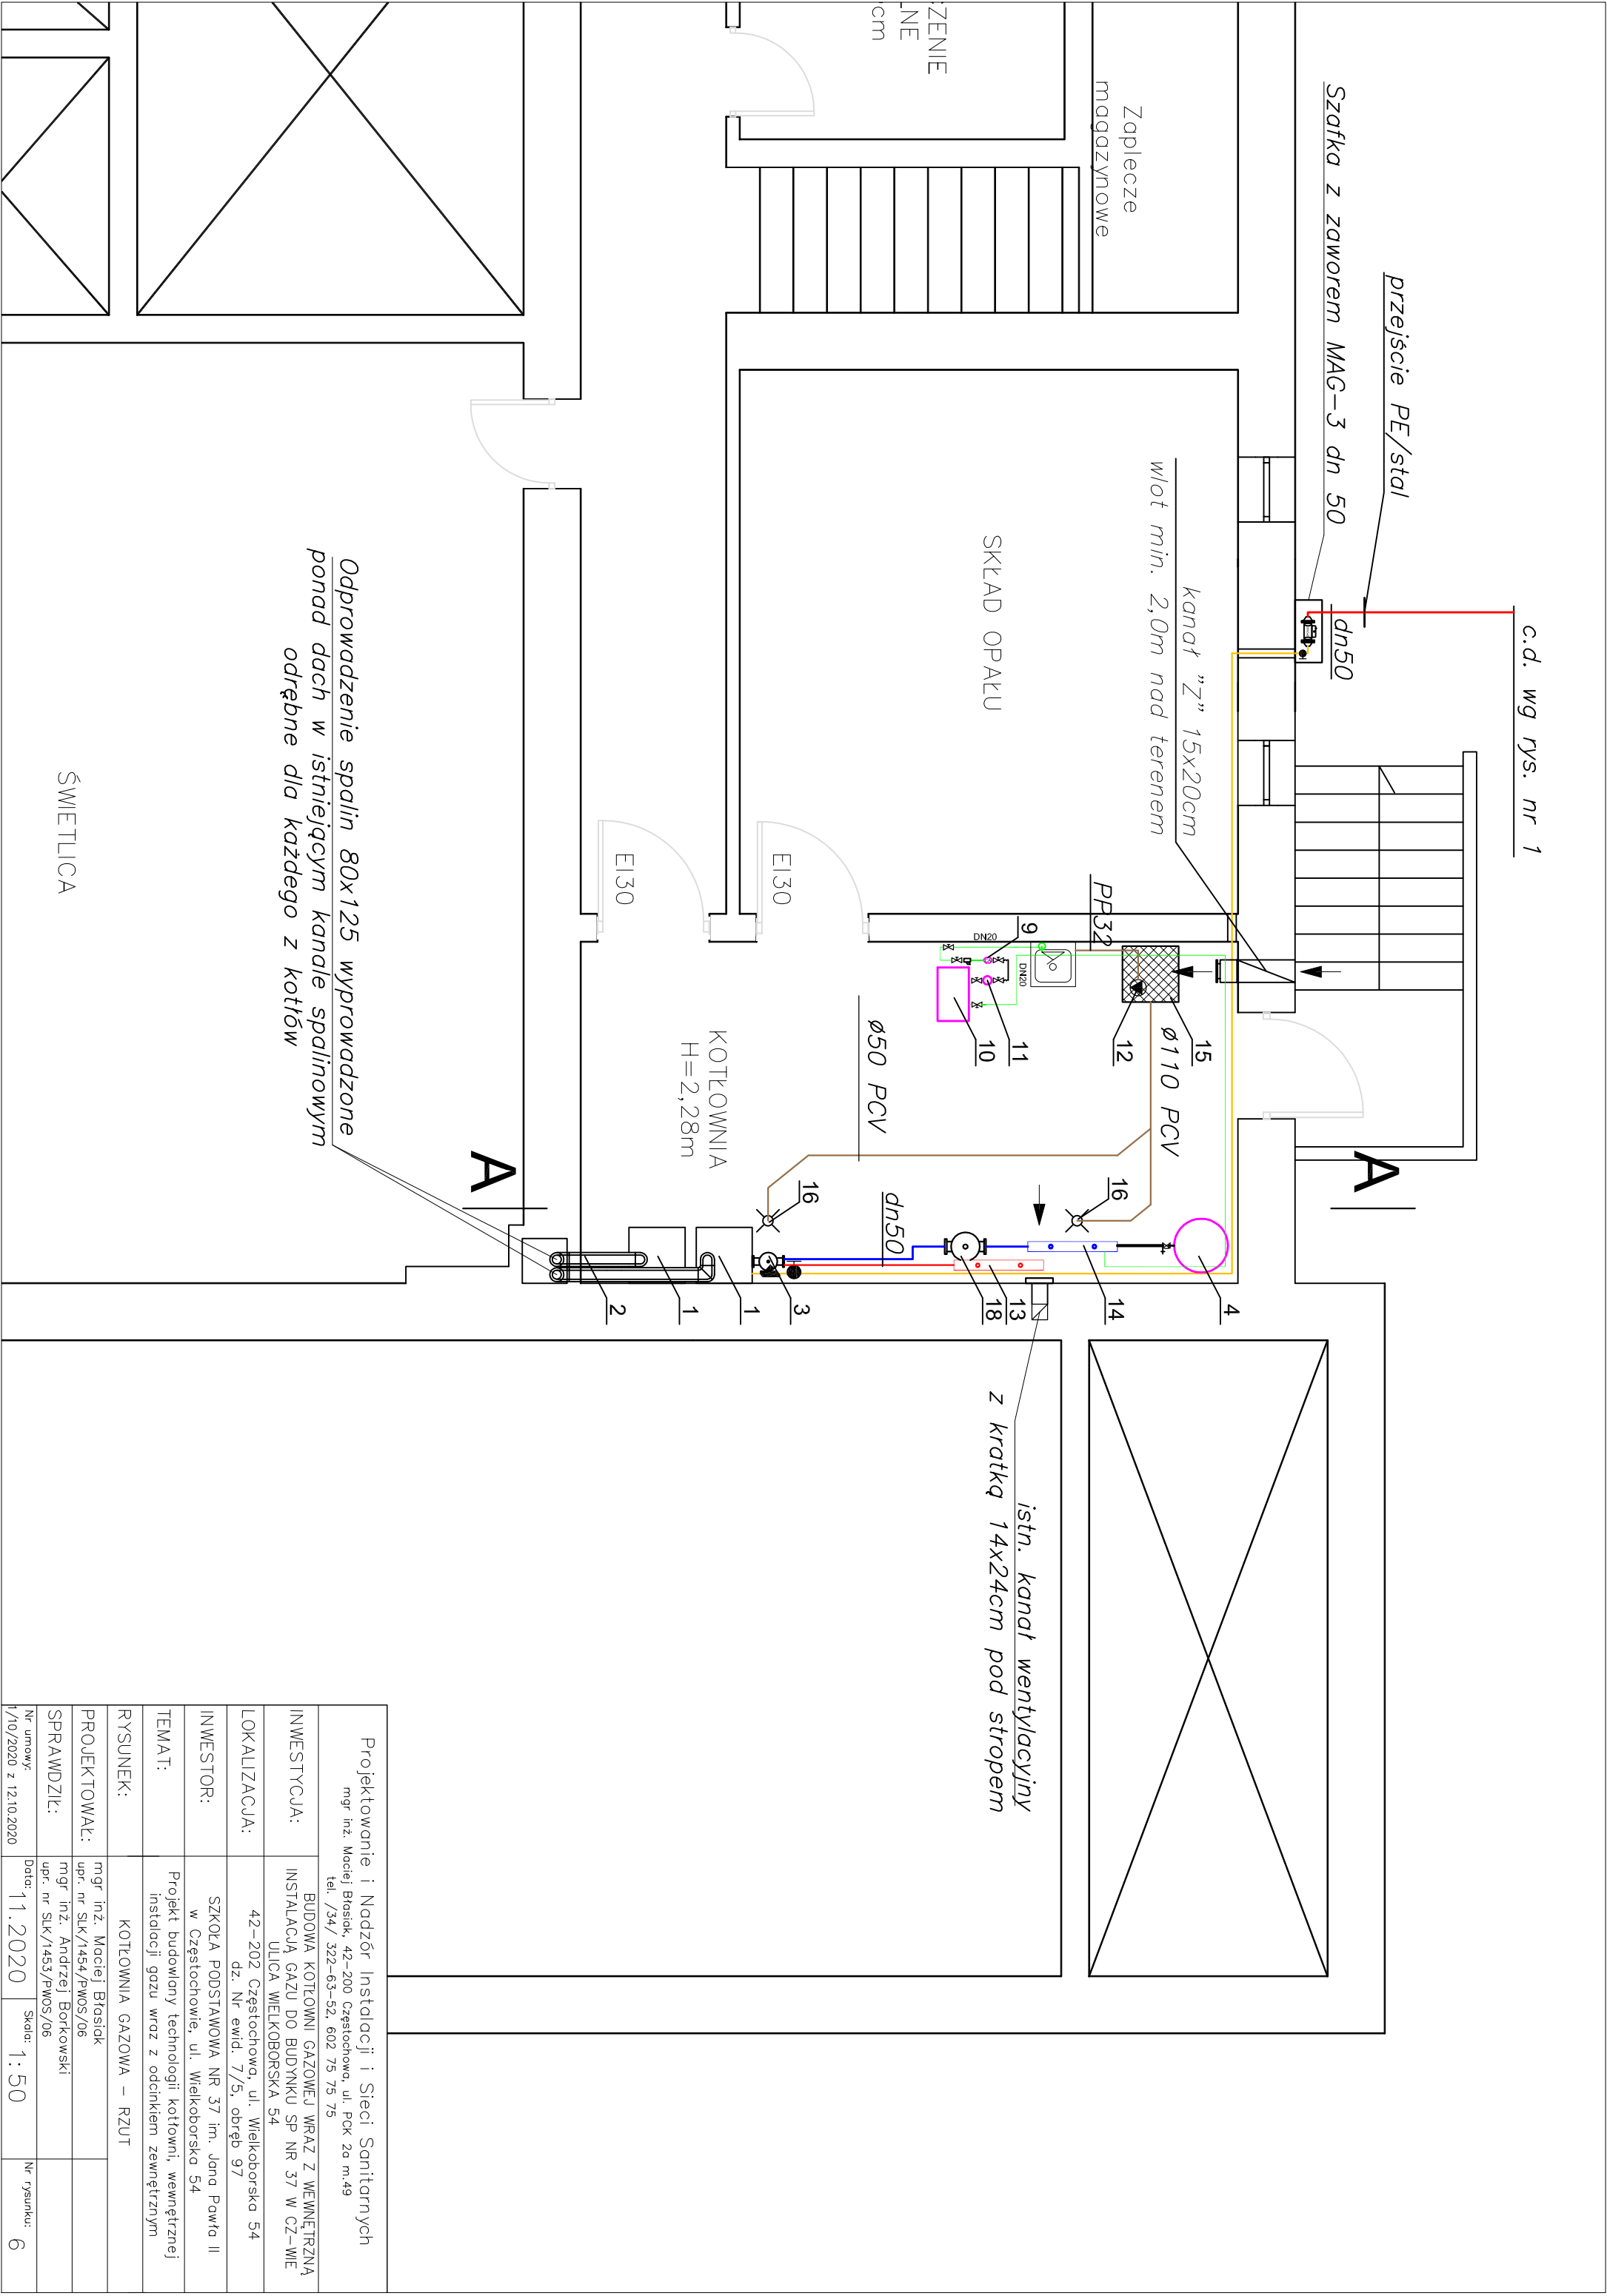 c.d. wg rys. nr 1
przejście PE/stal
Szafka z zaworem MAG-3 dn 50
dn50
Zaplecze
magazynowe
ZENIE
LNE
cm
kanał "Z" 15x20cm
wlot min. 2,0m nad terenem
SKŁAD OPAŁU
EI30
EI30
PP32
9
DN20
DN20
15
12
11
10
Ø110 PCV
Ø50 PCV
KOTŁOWNIA
H=2,28m
A
A
16
16
dn50
4
14
13
18
3
1
1
2
istn. kanał wentylacyjny
z kratką 14x24cm pod stropem
Odprowadzenie spalin 80x125 wyprowadzone
ponad dach w istniejącym kanale spalinowym
odrębne dla każdego z kotłów
ŚWIETLICA
Projektowanie i Nadzór Instalacji i Sieci Sanitarnych
mgr inż. Maciej Błasiak, 42-200 Częstochowa, ul. PCK 2a m.49
tel. /34/ 322-63-52, 602 75 75 75
INWESTYCJA:
BUDOWA KOTŁOWNI GAZOWEJ WRAZ Z WEWNĘTRZNĄ
INSTALACJĄ GAZU DO BUDYNKU SP NR 37 W CZ-WIE
ULICA WIELKOBORSKA 54
LOKALIZACJA:
42-202 Częstochowa, ul. Wielkoborska 54
dz. Nr ewid. 7/5, obręb 97
INWESTOR:
SZKOŁA PODSTAWOWA NR 37 im. Jana Pawła II
w Częstochowie, ul. Wielkoborska 54
TEMAT:
Projekt budowlany technologii kotłowni, wewnętrznej
instalacji gazu wraz z odcinkiem zewnętrznym
RYSUNEK:
KOTŁOWNIA GAZOWA - RZUT
PROJEKTOWAŁ:
mgr inż. Maciej Błasiak
upr. nr SLK/1454/PWOS/06
SPRAWDZIŁ:
mgr inż. Andrzej Borkowski
upr. nr SLK/1453/PWOS/06
Nr umowy:
1/10/2020 z 12.10.2020
Data: 11.2020
Skala: 1:50
Nr rysunku: 6